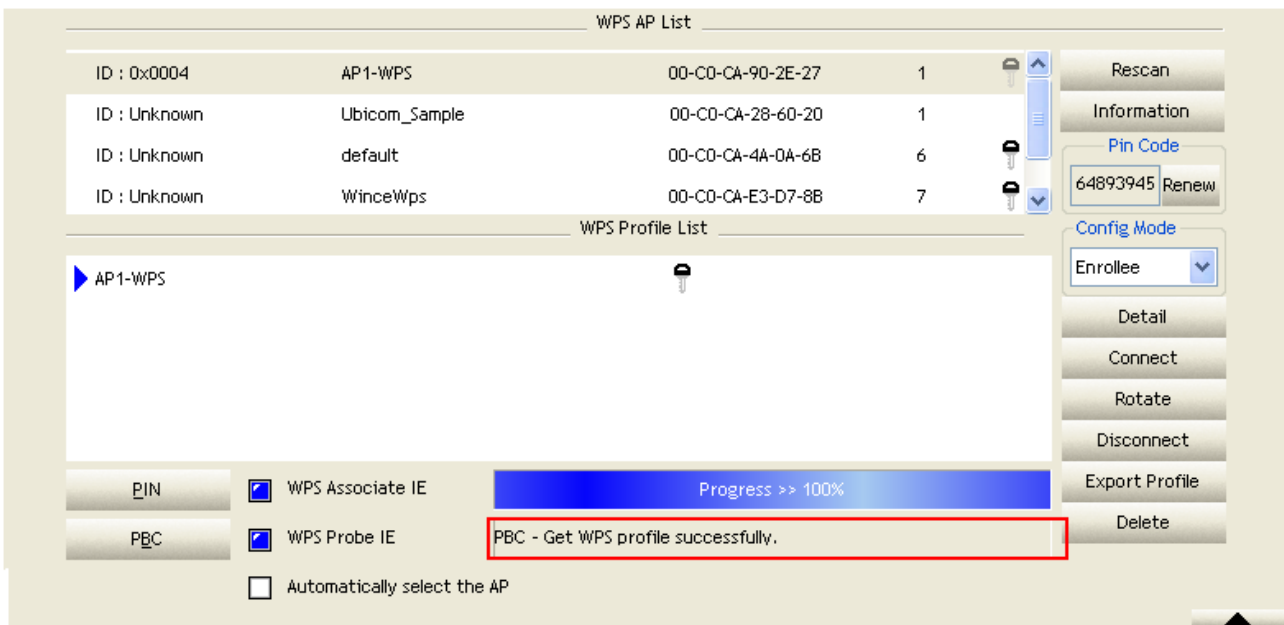 WPS AP List
ID : 0x0004 AP1-WPS 00-C0-CA-90-2E-27 1
ID : Unknown Ubicom_Sample 00-C0-CA-28-60-20 1
ID : Unknown default 00-C0-CA-4A-0A-6B 6
ID : Unknown WinceWps 00-C0-CA-E3-D7-8B 7
Rescan
Information
Pin Code
64893945 Renew
Config Mode
Enrollee
WPS Profile List
AP1-WPS
Detail
Connect
Rotate
Disconnect
Export Profile
Delete
PIN WPS Associate IE Progress >> 100%
PBC WPS Probe IE PBC - Get WPS profile successfully.
Automatically select the AP